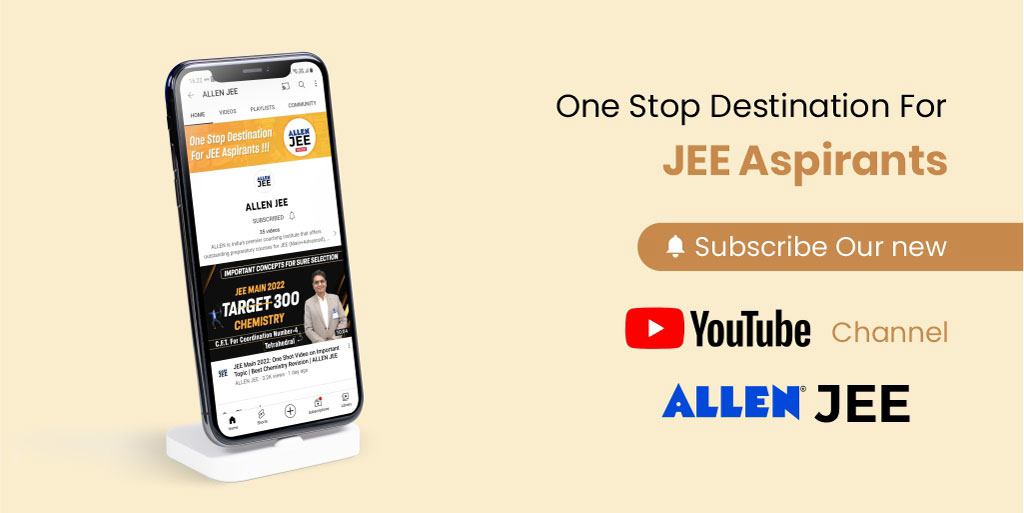 16:22
ALLEN JEE
HOME VIDEOS PLAYLISTS COMMUNITY
One Stop Destination
For JEE Aspirants !!!
ALLEN
JEE
ALLEN
JEE
ALLEN JEE
SUBSCRIBED
35 videos
ALLEN is India's premier coaching institute that offers
outstanding preparatory courses for JEE (Main+Advanced), ...
IMPORTANT CONCEPTS FOR SURE SELECTION
JEE MAIN 2022
TARGET 300
CHEMISTRY
C.F.T. For Coordination Number-4
Tetrahedral
10:04
ALLEN
JEE
JEE Main 2022: One Shot Video on Important
Topic | Best Chemistry Revision | ALLEN JEE
ALLEN JEE · 3.3K views · 1 day ago
Home Shorts Subscriptions Library
One Stop Destination For
JEE Aspirants
Subscribe Our new
YouTube Channel
ALLEN® JEE